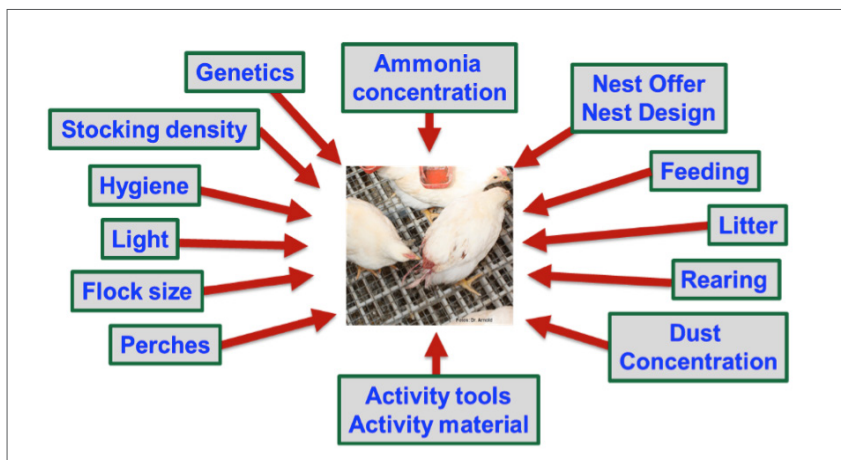 Genetics
Ammonia
concentration
Nest Offer
Nest Design
Stocking density
Hygiene
Feeding
Light
Litter
Flock size
Rearing
Perches
Dust
Concentration
Activity tools
Activity material